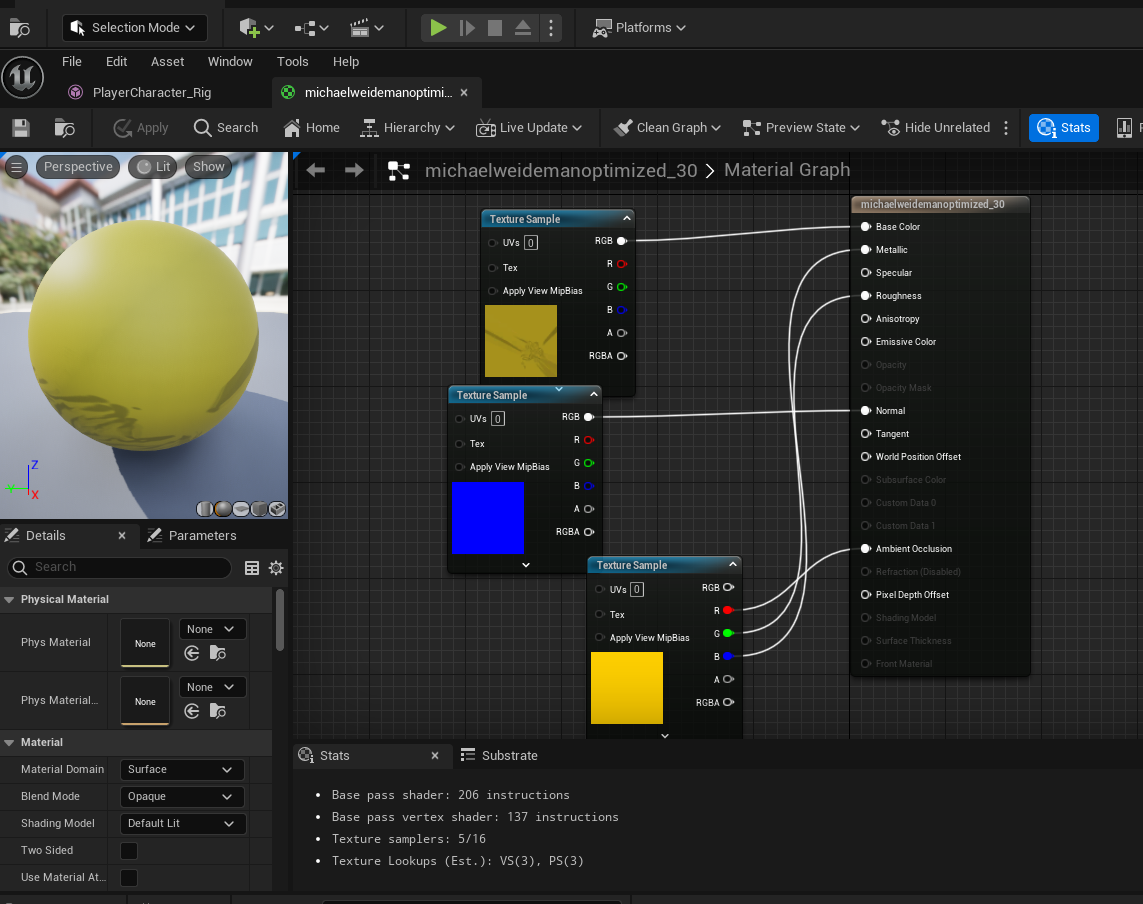 Selection Mode
Platforms
File Edit Asset Window Tools Help
PlayerCharacter_Rig
michaelweidemanoptimi...
Apply Search Home Hierarchy Live Update Clean Graph Preview State Hide Unrelated Stats
Perspective Lit Show
michaelweidemanoptimized_30 > Material Graph
Z
X
Texture Sample
UVs 0
Tex
Apply View MipBias
RGB
R
G
B
A
RGBA
Texture Sample
UVs 0
Tex
Apply View MipBias
RGB
R
G
B
A
RGBA
Texture Sample
UVs 0
Tex
Apply View MipBias
RGB
R
G
B
A
RGBA
michaelweidemanoptimized_30
Base Color
Metallic
Specular
Roughness
Anisotropy
Emissive Color
Opacity
Opacity Mask
Normal
Tangent
World Position Offset
Subsurface Color
Custom Data 0
Custom Data 1
Ambient Occlusion
Refraction (Disabled)
Pixel Depth Offset
Shading Model
Surface Thickness
Front Material
Details
Parameters
Search
Physical Material
Phys Material None None
Phys Material... None None
Material
Material Domain Surface
Blend Mode Opaque
Shading Model Default Lit
Two Sided
Use Material At...
Stats
Substrate
• Base pass shader: 206 instructions
• Base pass vertex shader: 137 instructions
• Texture samplers: 5/16
• Texture Lookups (Est.): VS(3), PS(3)